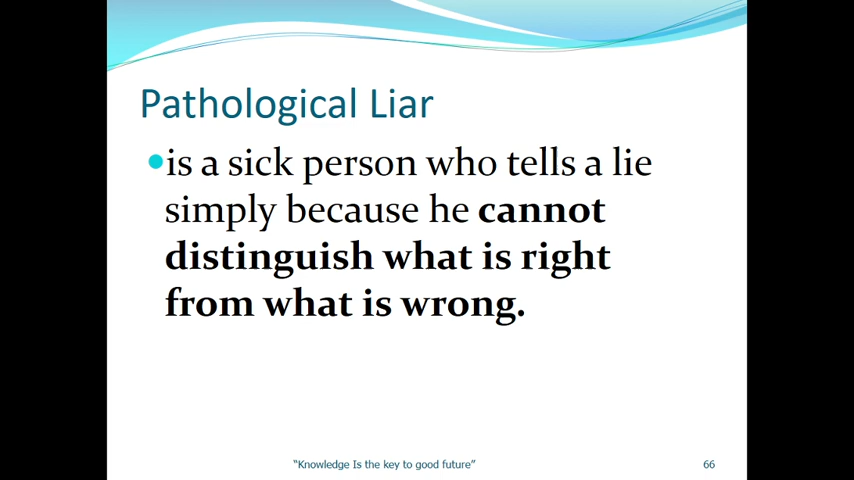 Pathological Liar
•is a sick person who tells a lie
simply because he cannot
distinguish what is right
from what is wrong.
“Knowledge Is the key to good future”
66